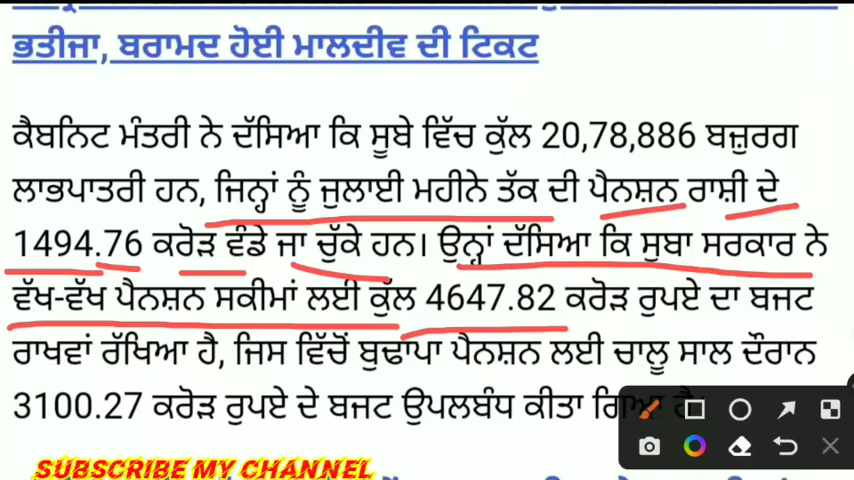 ਭਤੀਜਾ, ਬਰਾਮਦ ਹੋਈ ਮਾਲਦੀਵ ਦੀ ਟਿਕਟ
ਕੈਬਨਿਟ ਮੰਤਰੀ ਨੇ ਦੱਸਿਆ ਕਿ ਸੂਬੇ ਵਿੱਚ ਕੁੱਲ 20,78,886 ਬਜ਼ੁਰਗ
ਲਾਭਪਾਤਰੀ ਹਨ, ਜਿਨ੍ਹਾਂ ਨੂੰ ਜੁਲਾਈ ਮਹੀਨੇ ਤੱਕ ਦੀ ਪੈਨਸ਼ਨ ਰਾਸ਼ੀ ਦੇ
1494.76 ਕਰੋੜ ਵੰਡੇ ਜਾ ਚੁੱਕੇ ਹਨ। ਉਨ੍ਹਾਂ ਦੱਸਿਆ ਕਿ ਸੂਬਾ ਸਰਕਾਰ ਨੇ
ਵੱਖ-ਵੱਖ ਪੈਨਸ਼ਨ ਸਕੀਮਾਂ ਲਈ ਕੁੱਲ 4647.82 ਕਰੋੜ ਰੁਪਏ ਦਾ ਬਜਟ
ਰਾਖਵਾਂ ਰੱਖਿਆ ਹੈ, ਜਿਸ ਵਿੱਚੋਂ ਬੁਢਾਪਾ ਪੈਨਸ਼ਨ ਲਈ ਚਾਲੂ ਸਾਲ ਦੌਰਾਨ
3100.27 ਕਰੋੜ ਰੁਪਏ ਦੇ ਬਜਟ ਉਪਲਬੰਧ ਕੀਤਾ ਗਿਆ ਹੈ।
SUBSCRIBE MY CHANNEL